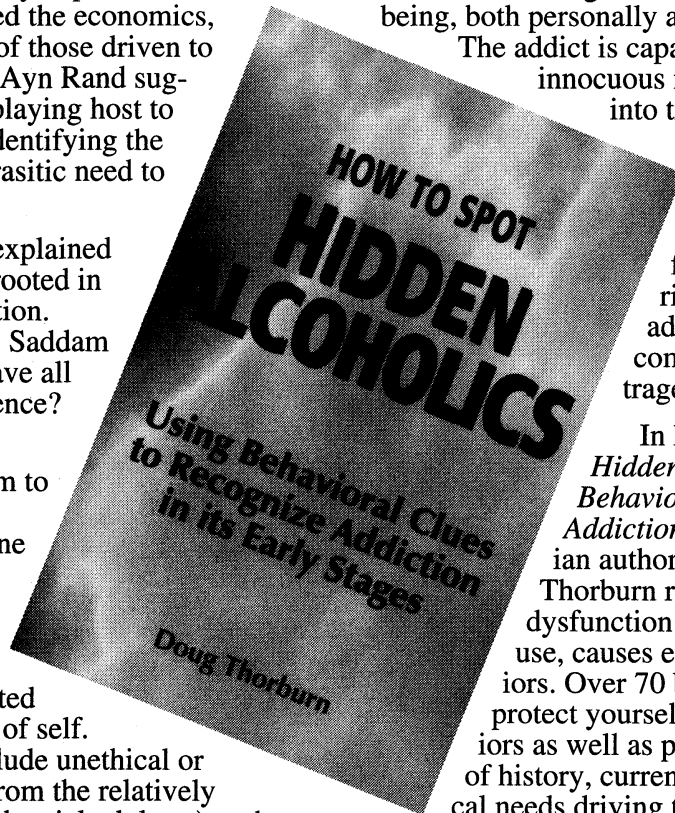 ed the economics,
of those driven to
Ayn Rand sug-
playing host to
dentifying the
rasitic need to
explained
rooted in
tion.
Saddam
ave all
ence?
m to
ne
ted
of self.
lude unethical or
rom the relatively
HOW TO SPOT
HIDDEN
ALCOHOLICS
Using Behavioral Clues
to Recognize Addiction
in its Early Stages
Doug Thorburn
being, both personally a
The addict is capa
innocuous
into t
f
ri
ad
con
trage
In
Hidden
Behavio
Addiction
ian author
Thorburn r
dysfunction
use, causes e
iors. Over 70
protect yoursel
iors as well as p
of history, curren
cal needs driving t